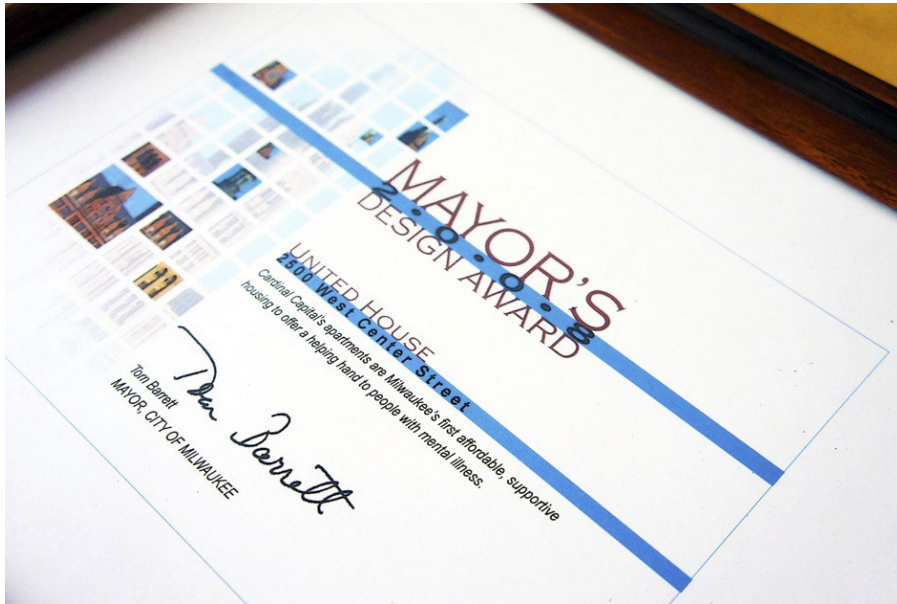 MAYOR'S
2.0.0.8
DESIGN AWARD
UNITED HOUSE
2500 West Center Street
Cardinal Capital's apartments are Milwaukee's first affordable, supportive
housing to offer a helping hand to people with mental illness.
Tom Barrett
Tom Barrett
MAYOR, CITY OF MILWAUKEE